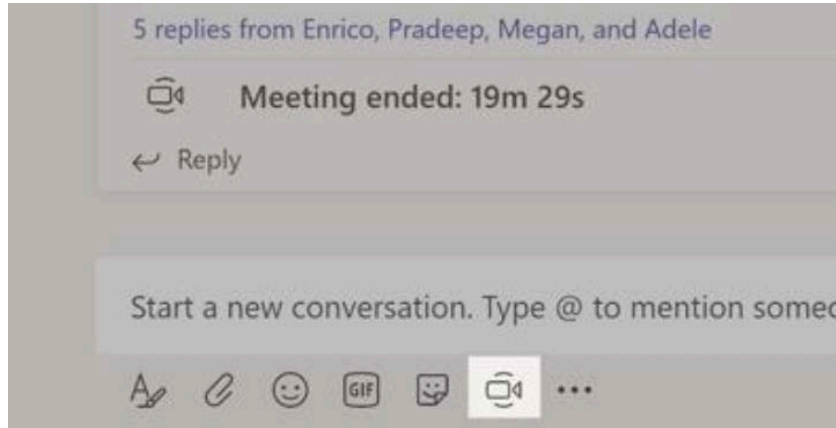 5 replies from Enrico, Pradeep, Megan, and Adele
Meeting ended: 19m 29s
Reply
Start a new conversation. Type @ to mention
GIF